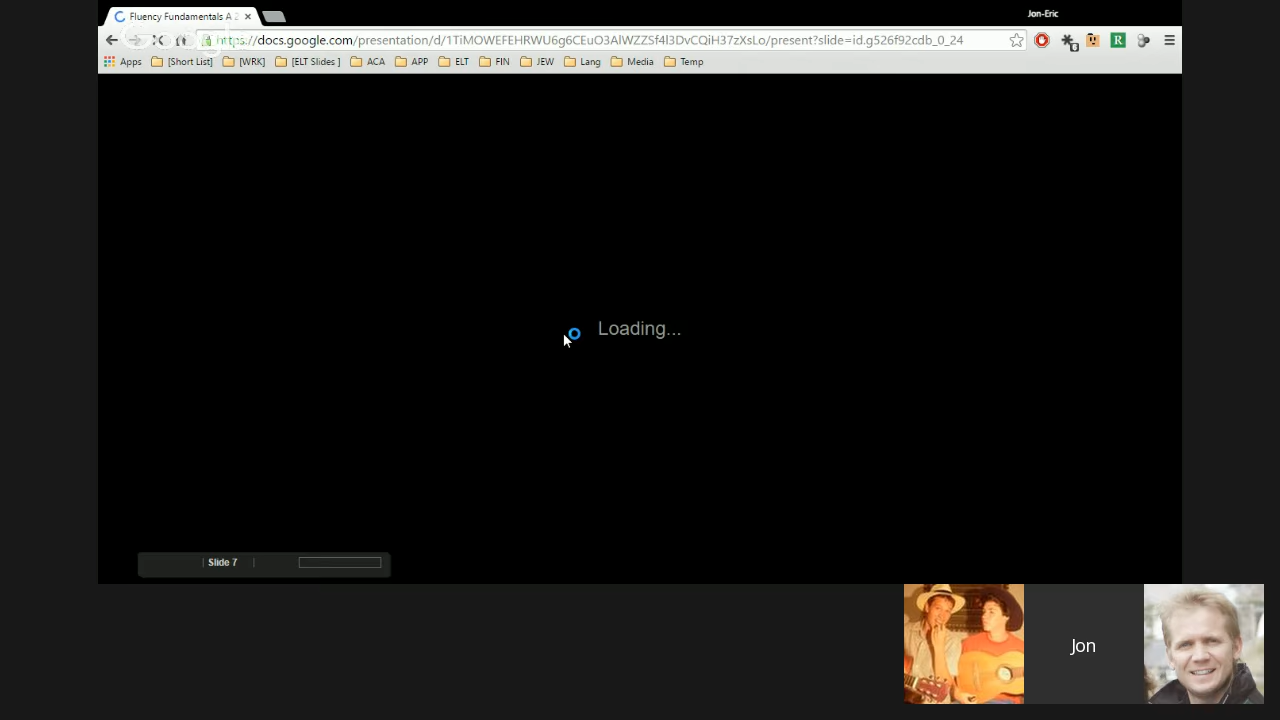 Fluency Fundamentals A 2
Jon-Eric
https://docs.google.com/presentation/d/1TiMOWEFEHRWU6g6CEuO3AlWZZSf4l3DvCQiH37zXsLo/present?slide=id.g526f92cdb_0_24
Apps [Short List] [WRK] [ELT Slides ] ACA APP ELT FIN JEW Lang Media Temp
Loading...
| Slide 7 |
Jon